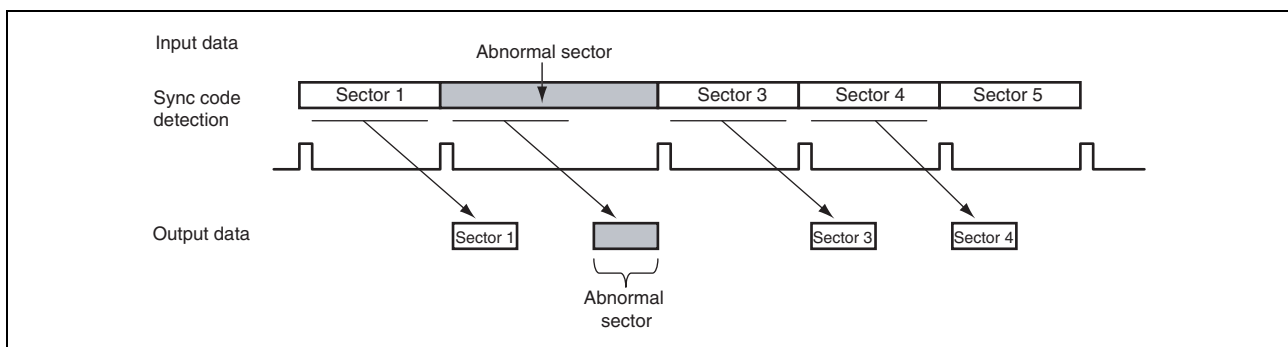 Input data
Abnormal sector
Sync code
detection
Sector 1
Sector 3
Sector 4
Sector 5
Output data
Sector 1
Sector 3
Sector 4
Abnormal
sector